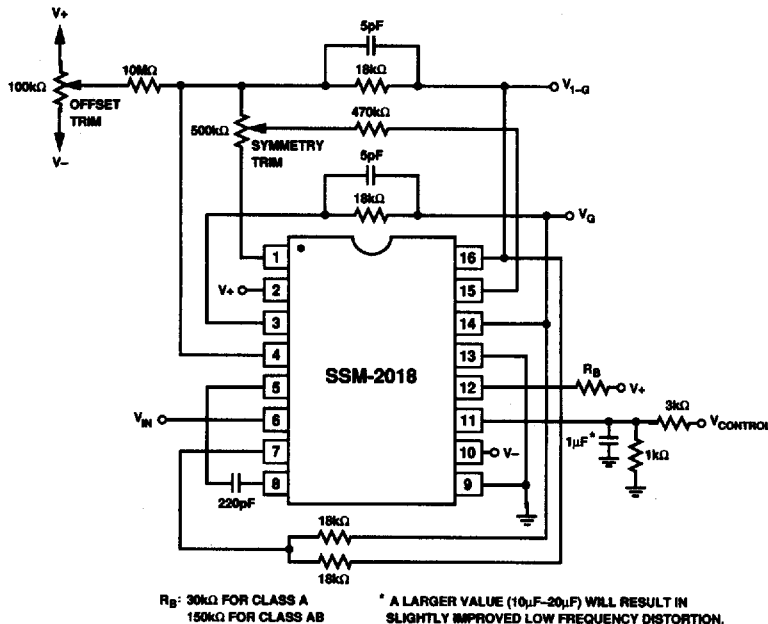 V+
5pF
10MΩ
18kΩ
V1–G
100kΩ
OFFSET
TRIM
470kΩ
500kΩ
SYMMETRY
TRIM
V–
5pF
18kΩ
VG
1
16
V+
2
15
3
14
4
SSM-2018
13
RB
5
12
V+
3kΩ
VIN
6
11
VCONTROL
1μF*
1kΩ
7
10
V–
8
9
220pF
18kΩ
18kΩ
RB: 30kΩ FOR CLASS A
150kΩ FOR CLASS AB
* A LARGER VALUE (10μF–20μF) WILL RESULT IN
SLIGHTLY IMPROVED LOW FREQUENCY DISTORTION.